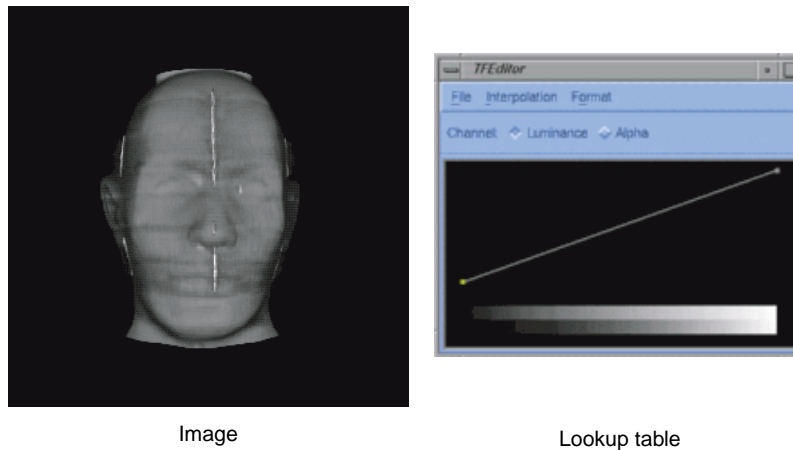 TFEditor
File Interpolation Format
Channel: Luminance Alpha
Image
Lookup table